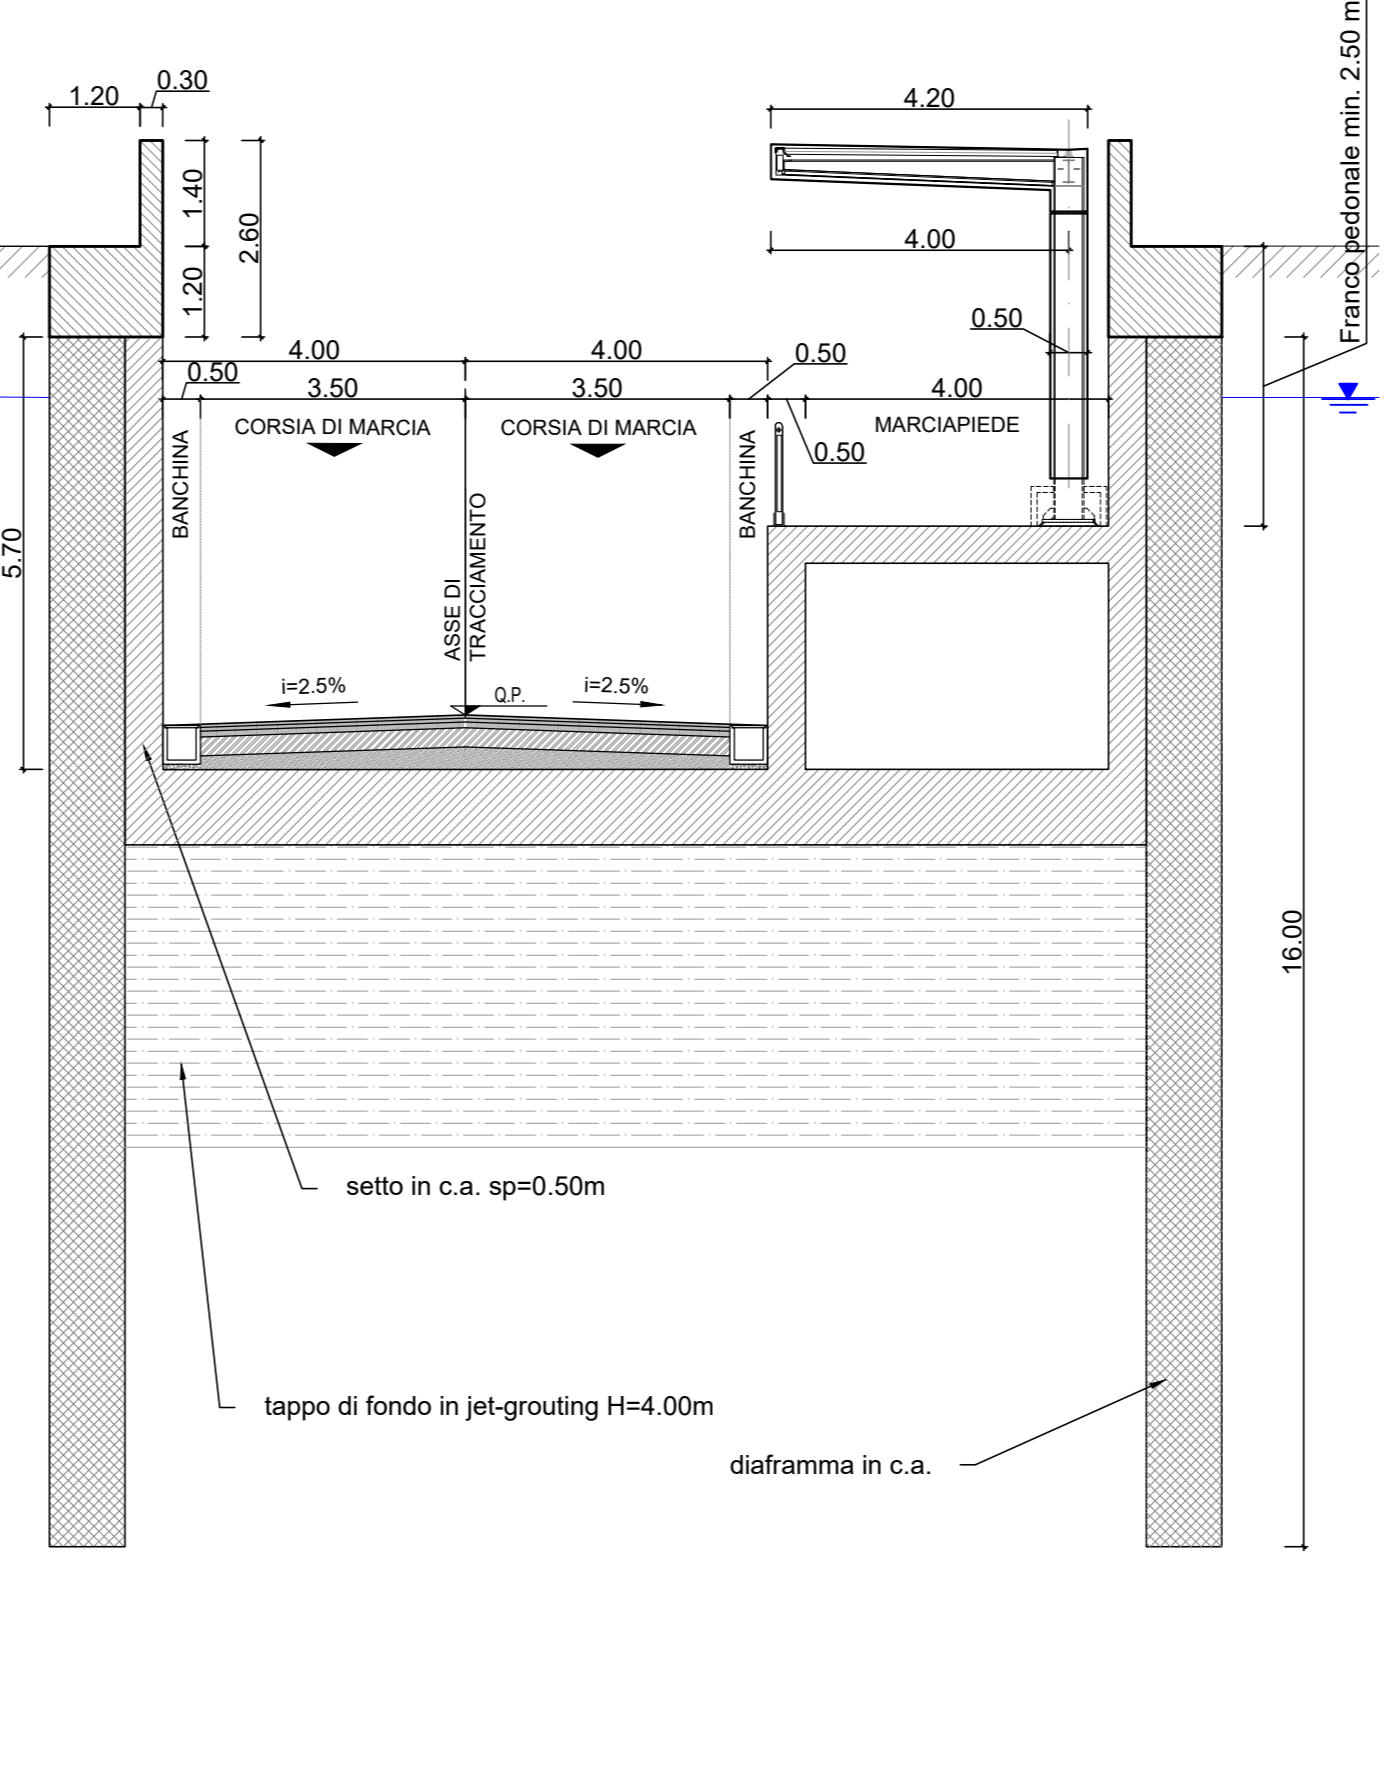 Franco pedonale min. 2.50 m
0.30
1.20
4.20
1.40
2.60
4.00
1.20
0.50
4.00
4.00
0.50
0.50
3.50
3.50
4.00
CORSIA DI MARCIA
CORSIA DI MARCIA
MARCIAPIEDE
0.50
BANCHINA
BANCHINA
5.70
ASSE DI
TRACCIAMENTO
i=2.5%
Q.P.
i=2.5%
16.00
setto in c.a. sp=0.50m
tappo di fondo in jet-grouting H=4.00m
diaframma in c.a.